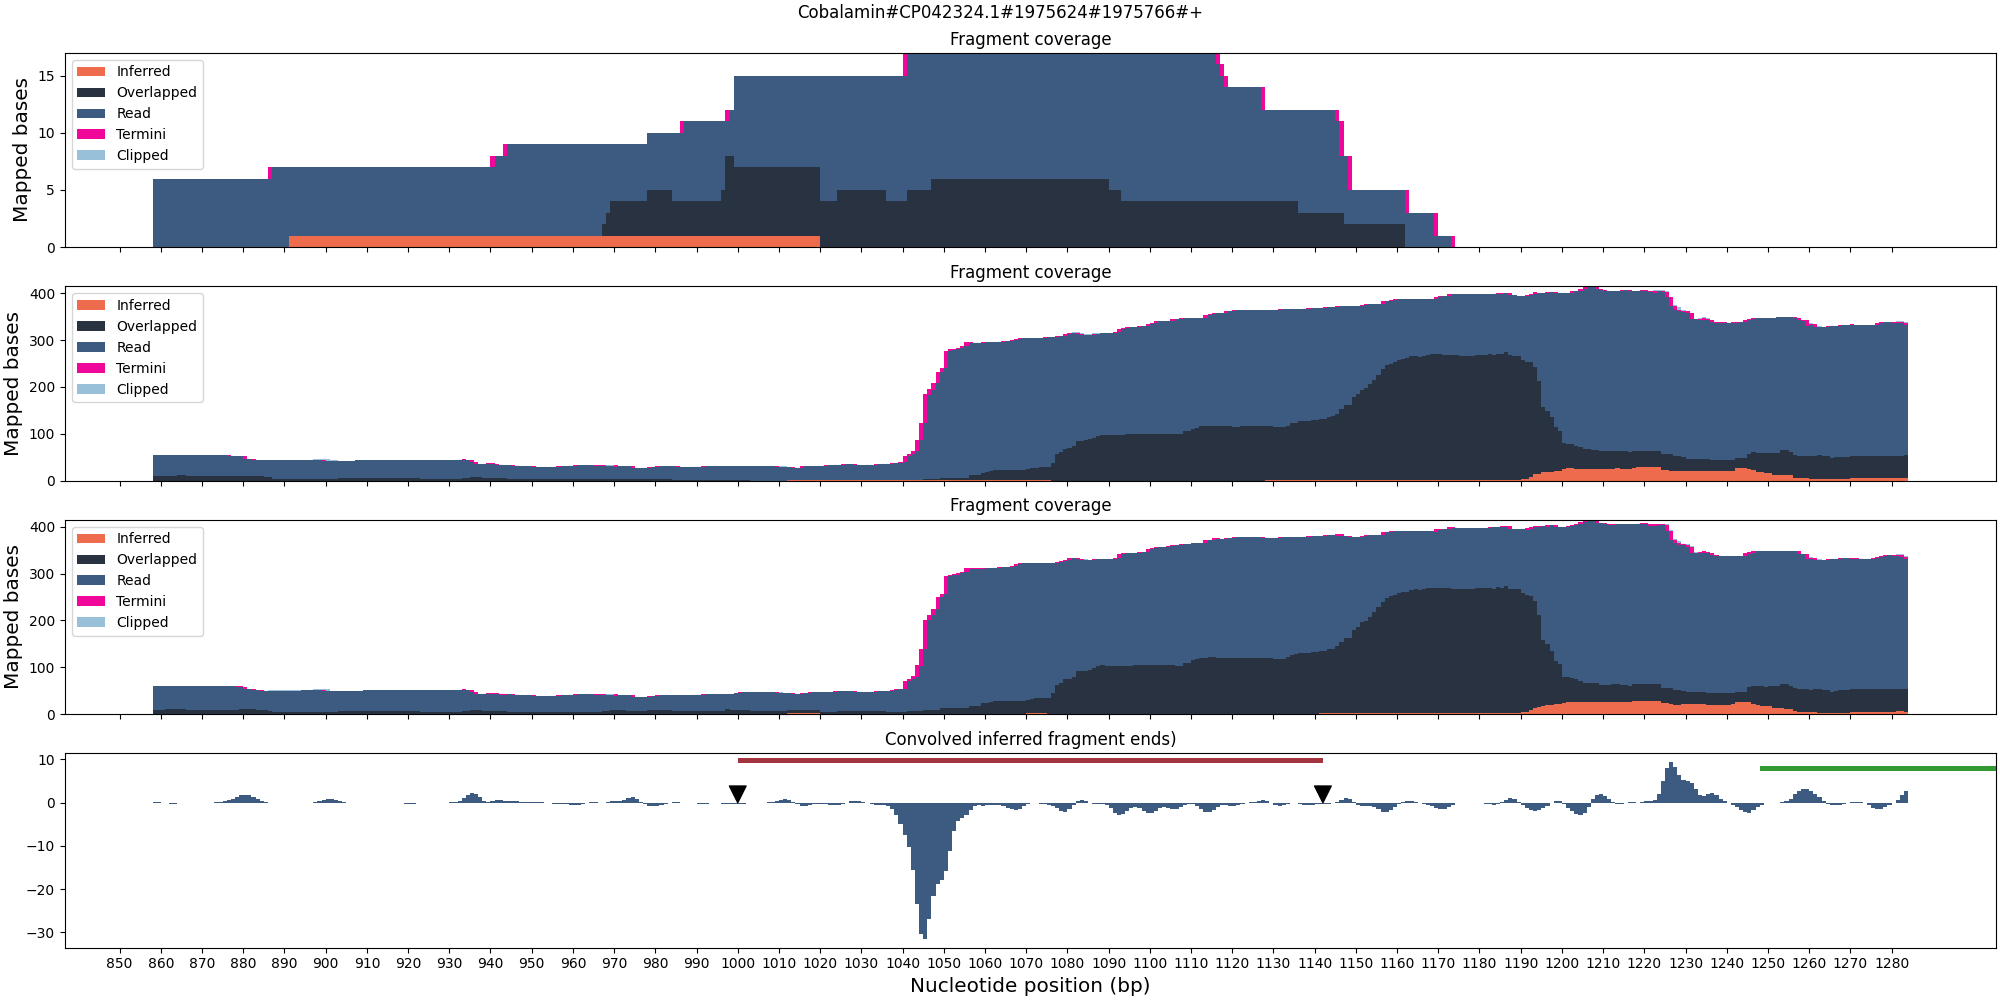 Cobalamin#CP042324.1#1975624#1975766#+
Fragment coverage
Mapped bases
15
10
5
0
Inferred
Overlapped
Read
Termini
Clipped
Fragment coverage
Mapped bases
400
300
200
100
0
Inferred
Overlapped
Read
Termini
Clipped
Fragment coverage
Mapped bases
400
300
200
100
0
Inferred
Overlapped
Read
Termini
Clipped
Convolved inferred fragment ends)
10
0
−10
−20
−30
850 860 870 880 890 900 910 920 930 940 950 960 970 980 990 1000 1010 1020 1030 1040 1050 1060 1070 1080 1090 1100 1110 1120 1130 1140 1150 1160 1170 1180 1190 1200 1210 1220 1230 1240 1250 1260 1270 1280
Nucleotide position (bp)